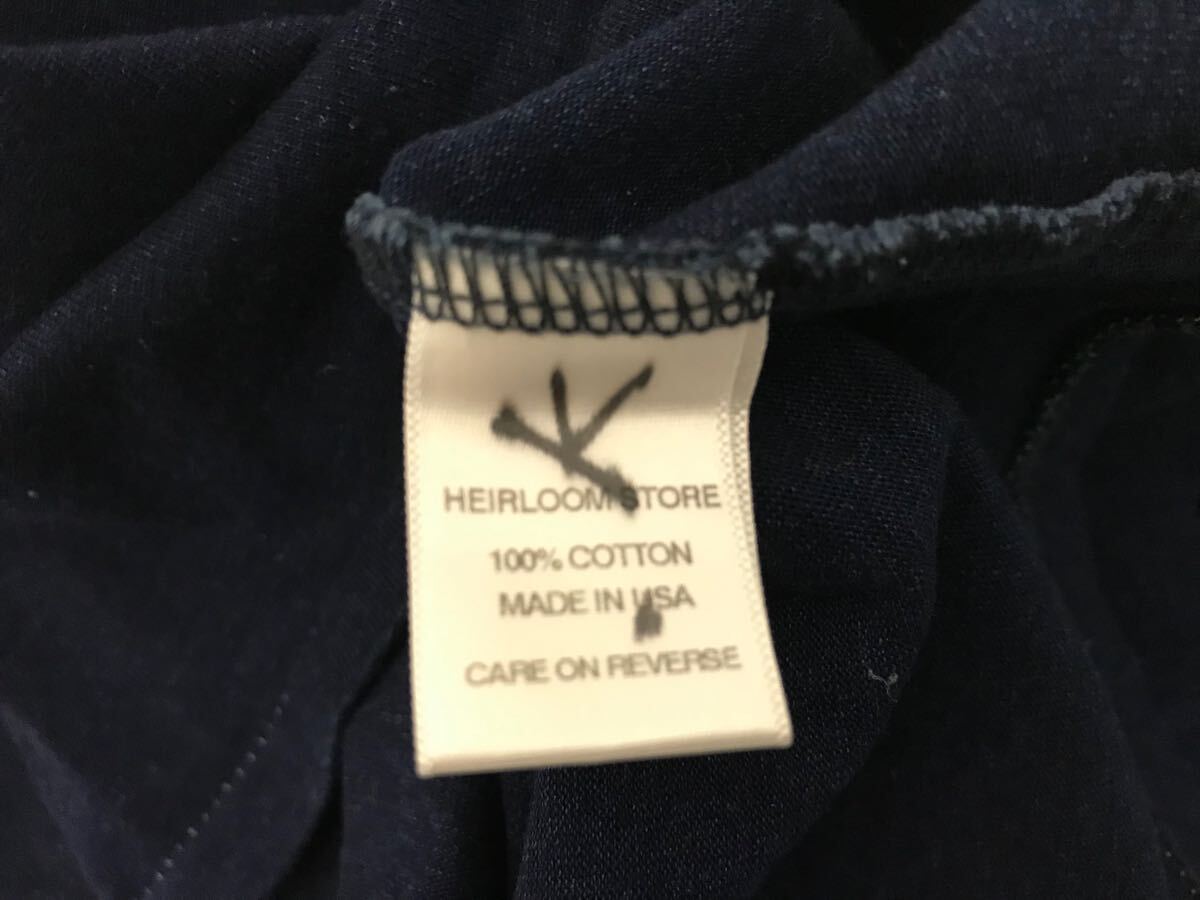 K
HEIRLOOM STORE
100% COTTON
MADE IN USA
CARE ON REVERSE